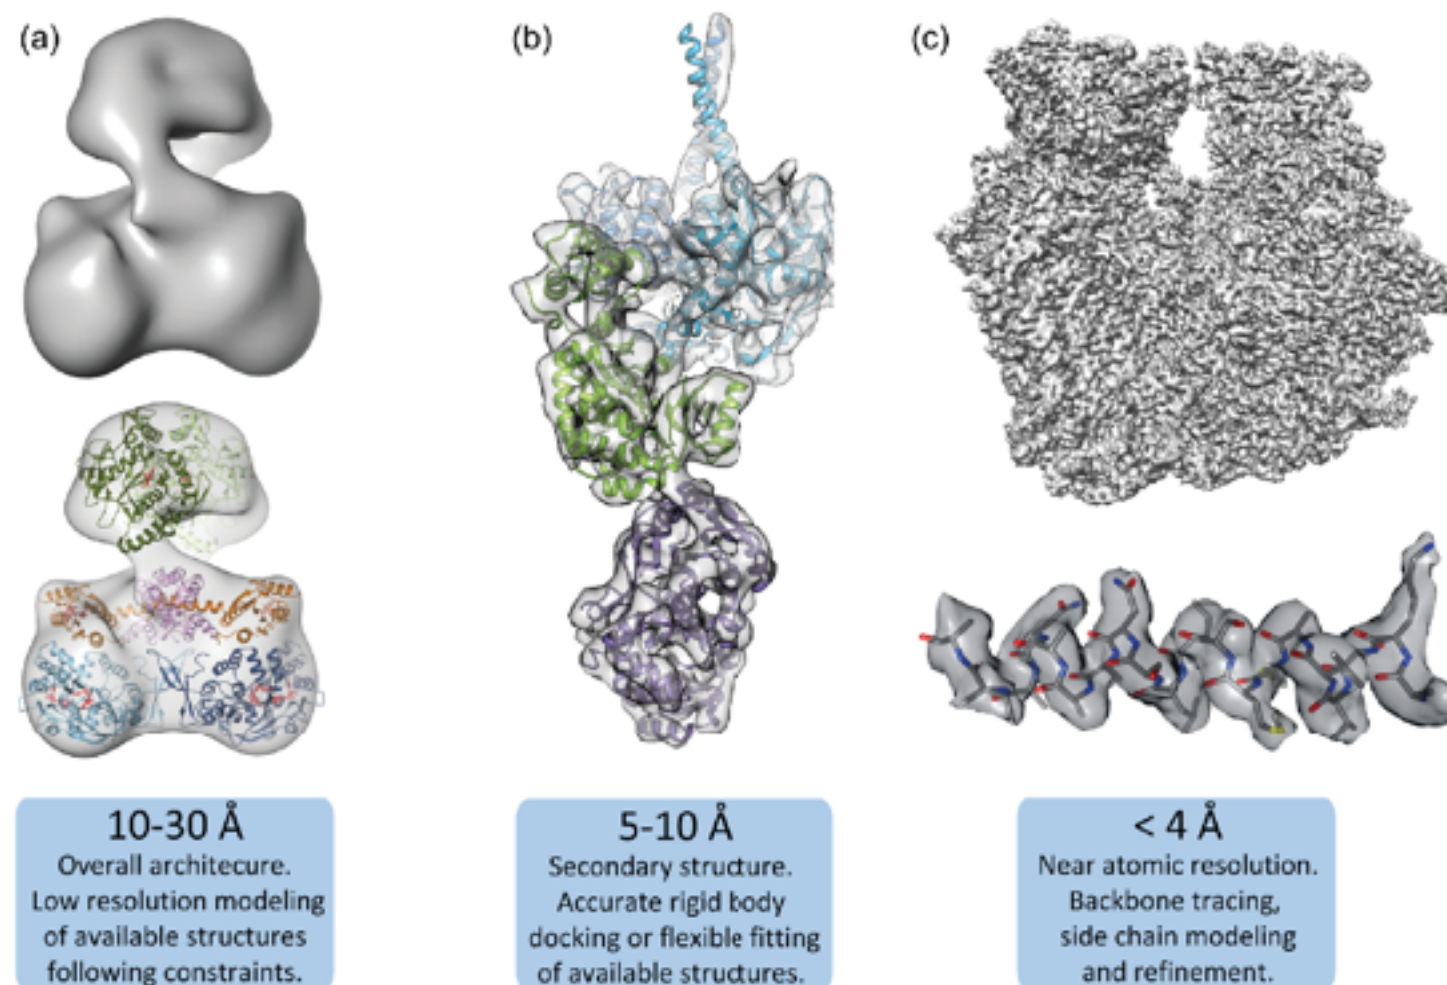 (a)
(b)
(c)
10-30 Å
Overall architecure.
Low resolution modeling
of available structures
following constraints.
5-10 Å
Secondary structure.
Accurate rigid body
docking or flexible fitting
of available structures.
< 4 Å
Near atomic resolution.
Backbone tracing,
side chain modeling
and refinement.